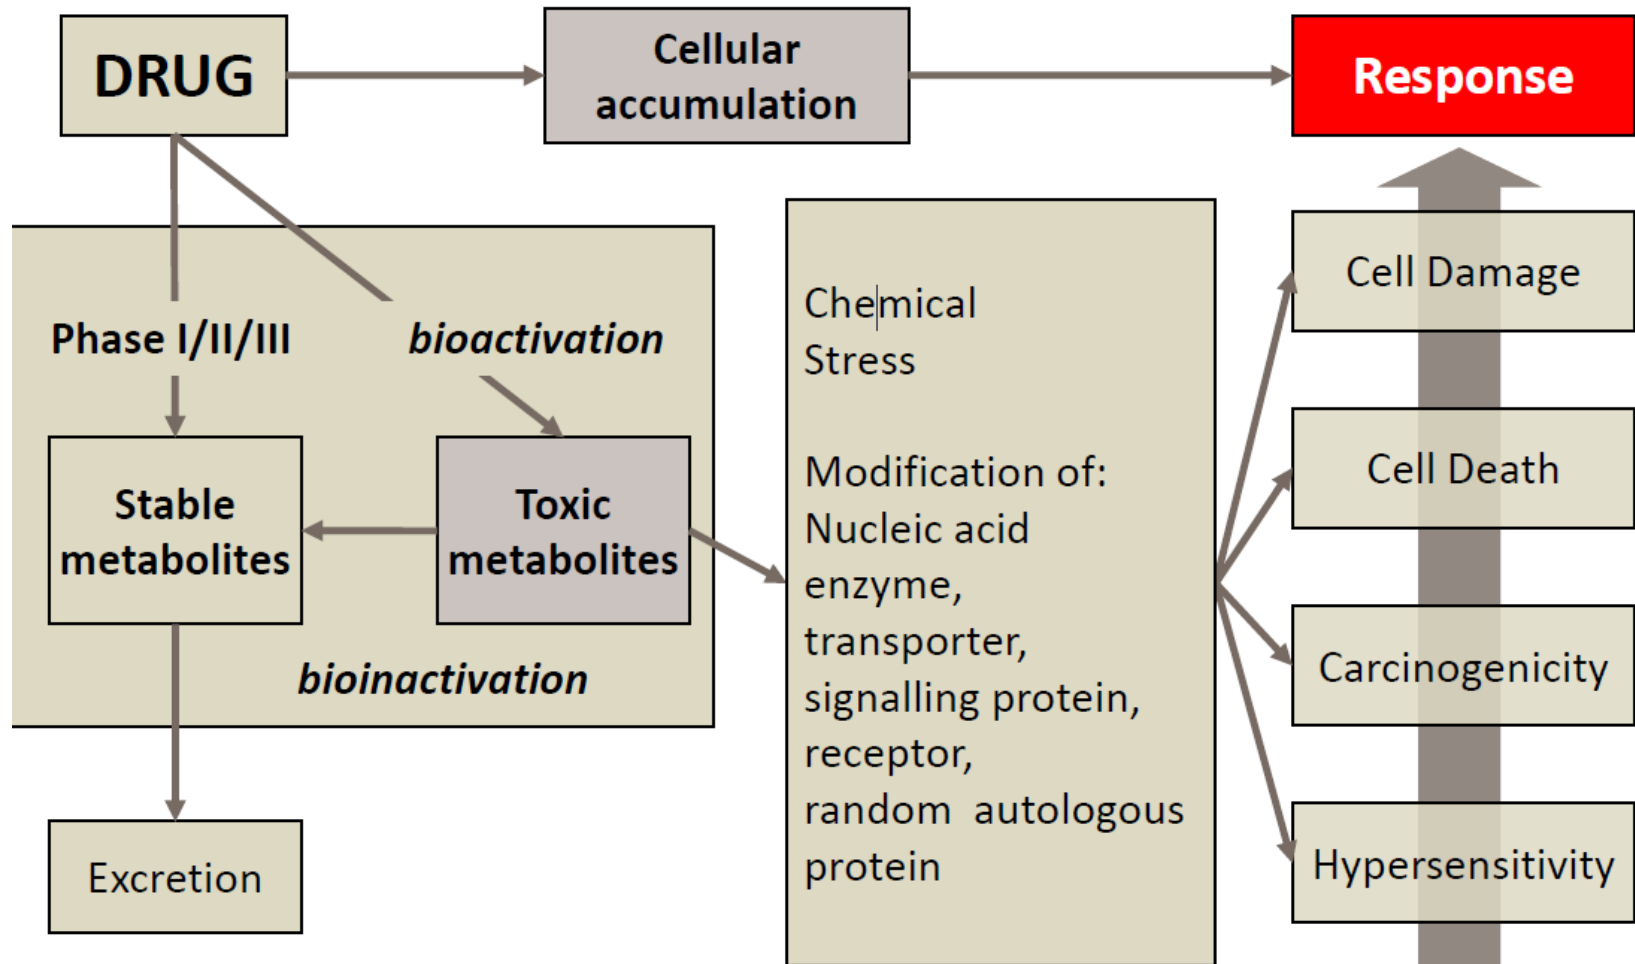 DRUG
Cellular
accumulation
Response
Phase I/II/III
bioactivation
Stable
metabolites
Toxic
metabolites
bioinactivation
Excretion
Chemical
Stress
Modification of:
Nucleic acid
enzyme,
transporter,
signalling protein,
receptor,
random autologous
protein
Cell Damage
Cell Death
Carcinogenicity
Hypersensitivity